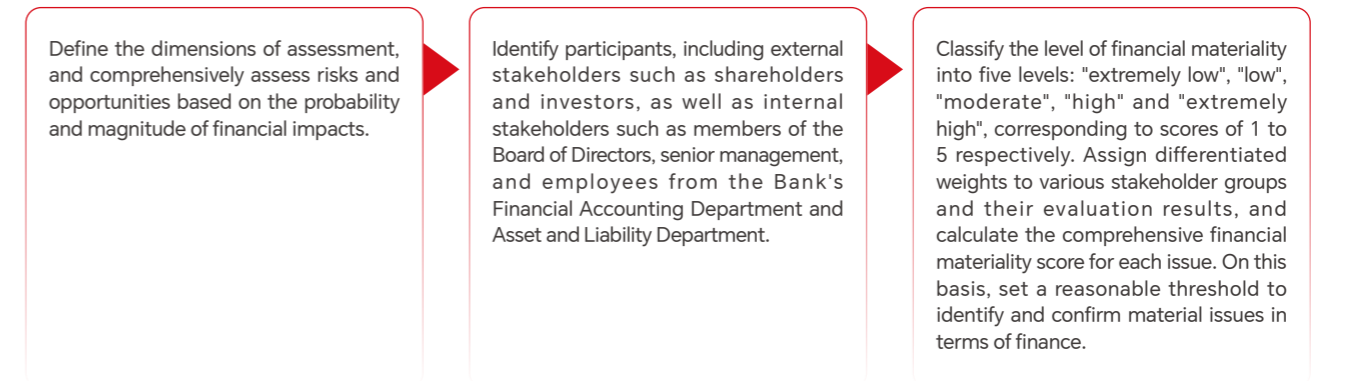 Define the dimensions of assessment,
and comprehensively assess risks and
opportunities based on the probability
and magnitude of financial impacts.
Identify participants, including external
stakeholders such as shareholders
and investors, as well as internal
stakeholders such as members of the
Board of Directors, senior management,
and employees from the Bank's
Financial Accounting Department and
Asset and Liability Department.
Classify the level of financial materiality
into five levels: "extremely low", "low",
"moderate", "high" and "extremely
high", corresponding to scores of 1 to
5 respectively. Assign differentiated
weights to various stakeholder groups
and their evaluation results, and
calculate the comprehensive financial
materiality score for each issue. On this
basis, set a reasonable threshold to
identify and confirm material issues in
terms of finance.